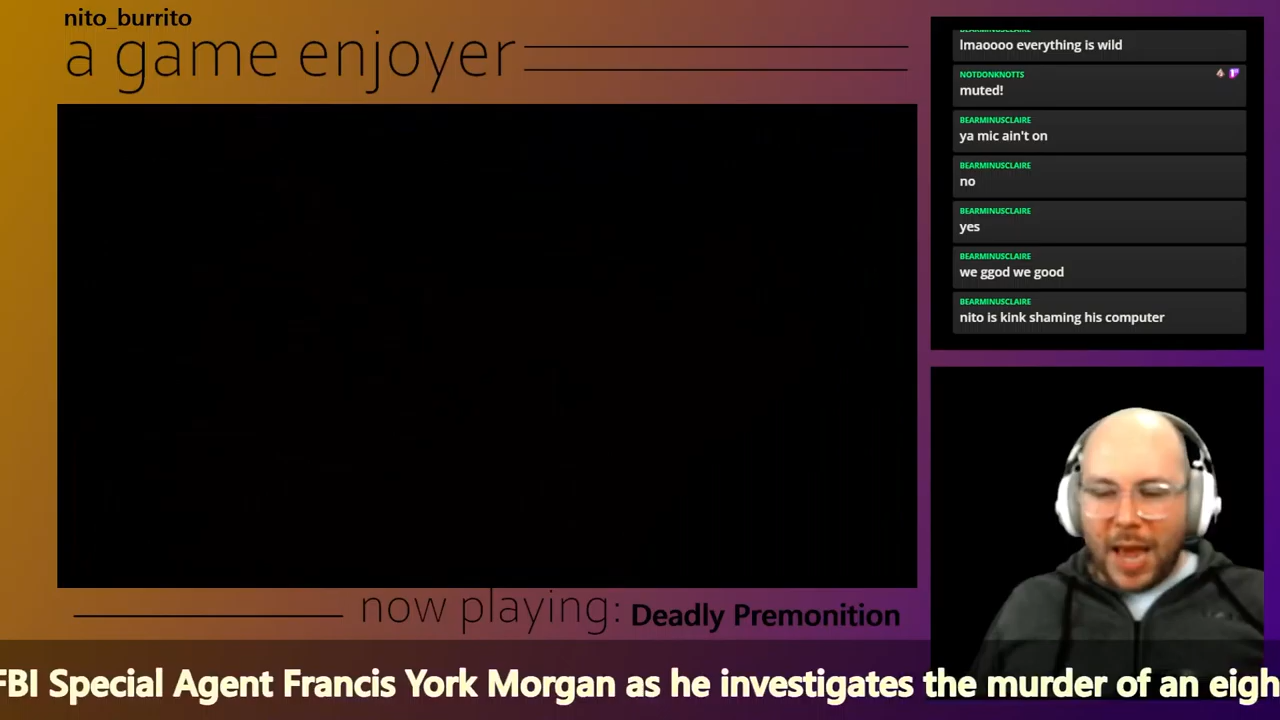 nito_burrito
a game enjoyer
BEARMINUSCLAIRE
lmaoooo everything is wild
NOTDONKNOTTS
muted!
BEARMINUSCLAIRE
ya mic ain't on
BEARMINUSCLAIRE
no
BEARMINUSCLAIRE
yes
BEARMINUSCLAIRE
we ggod we good
BEARMINUSCLAIRE
nito is kink shaming his computer
now playing: Deadly Premonition
FBI Special Agent Francis York Morgan as he investigates the murder of an eigh